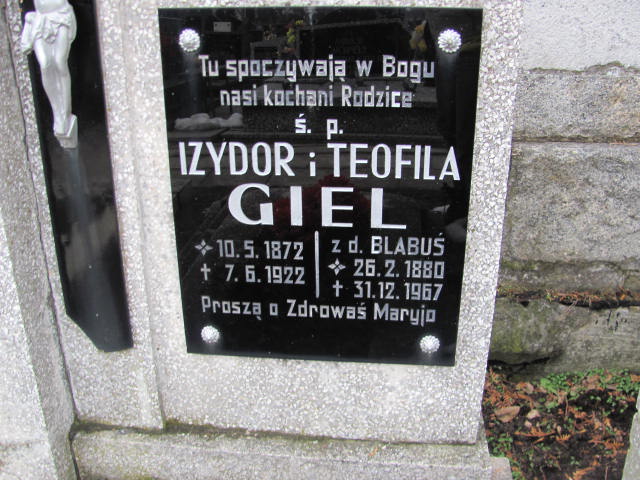 Tu spoczywają w Bogu
nasi kochani Rodzice
ś. p.
IZYDOR i TEOFILA
GIEL
10.5.1872
7.6.1922
z d. BLABUŚ
26.2.1880
31.12.1967
Proszą o Zdrowaś Maryjo